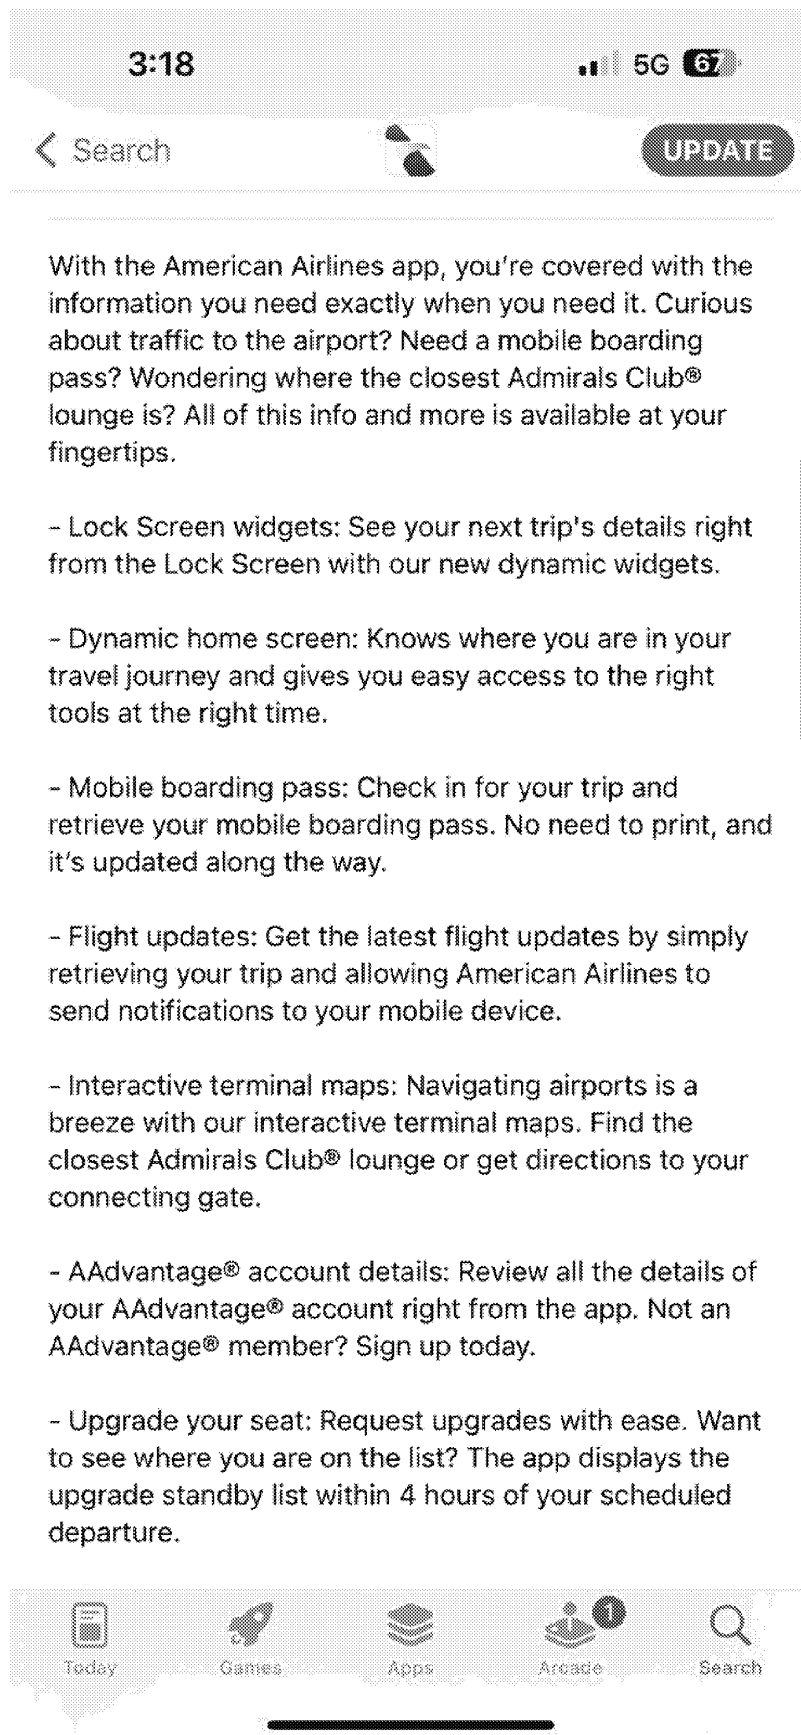 3:18
5G
67
Search
UPDATE
With the American Airlines app, you're covered with the
information you need exactly when you need it. Curious
about traffic to the airport? Need a mobile boarding
pass? Wondering where the closest Admirals Club®
lounge is? All of this info and more is available at your
fingertips.
- Lock Screen widgets: See your next trip's details right
from the Lock Screen with our new dynamic widgets.
- Dynamic home screen: Knows where you are in your
travel journey and gives you easy access to the right
tools at the right time.
- Mobile boarding pass: Check in for your trip and
retrieve your mobile boarding pass. No need to print, and
it's updated along the way.
- Flight updates: Get the latest flight updates by simply
retrieving your trip and allowing American Airlines to
send notifications to your mobile device.
- Interactive terminal maps: Navigating airports is a
breeze with our interactive terminal maps. Find the
closest Admirals Club® lounge or get directions to your
connecting gate.
- AAdvantage® account details: Review all the details of
your AAdvantage® account right from the app. Not an
AAdvantage® member? Sign up today.
- Upgrade your seat: Request upgrades with ease. Want
to see where you are on the list? The app displays the
upgrade standby list within 4 hours of your scheduled
departure.
1
Today
Games
Apps
Arcade
Search